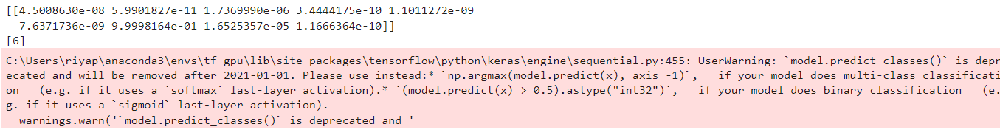 [[4.5008630e-08 5.9901827e-11 1.7369990e-06 3.4444175e-10 1.1011272e-09
  7.6371736e-09 9.9998164e-01 1.6525357e-05 1.1666364e-10]]
[6]
C:\Users\riyap\anaconda3\envs\tf-gpu\lib\site-packages\tensorflow\python\keras\engine\sequential.py:455: UserWarning: `model.predict_classes()` is depr
ecated and will be removed after 2021-01-01. Please use instead:* `np.argmax(model.predict(x), axis=-1)`,   if your model does multi-class classificati
on   (e.g. if it uses a `softmax` last-layer activation).* `(model.predict(x) > 0.5).astype("int32")`,   if your model does binary classification   (e.
g. if it uses a `sigmoid` last-layer activation).
  warnings.warn('`model.predict_classes()` is deprecated and '